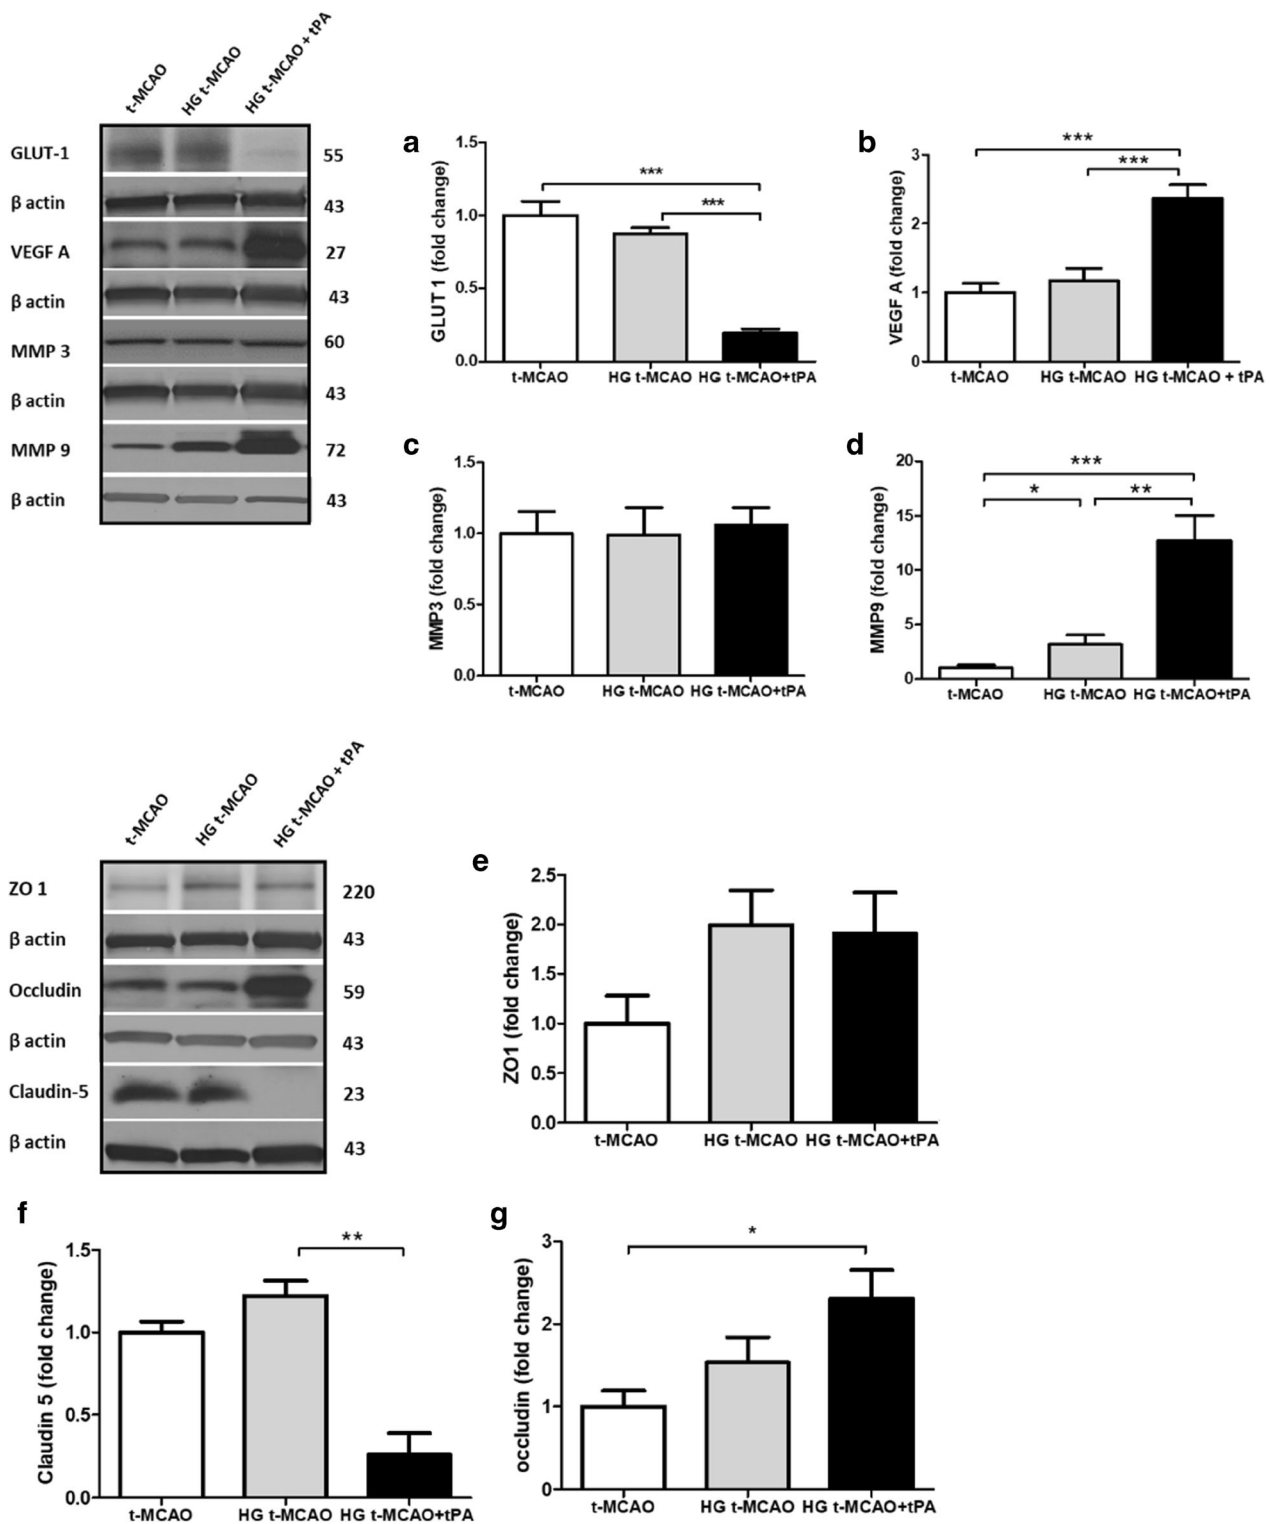 t-MCAO
HG t-MCAO
HG t-MCAO + tPA
GLUT-1
55
β actin
43
VEGF A
27
β actin
43
MMP 3
60
β actin
43
MMP 9
72
β actin
43
a
GLUT 1 (fold change)
1.5
1.0
0.5
0.0
***
***
t-MCAO
HG t-MCAO
HG t-MCAO+tPA
b
VEGF A (fold change)
3
2
1
0
***
***
t-MCAO
HG t-MCAO
HG t-MCAO + tPA
c
MMP3 (fold change)
1.5
1.0
0.5
0.0
t-MCAO
HG t-MCAO
HG t-MCAO+tPA
d
MMP9 (fold change)
20
15
10
5
0
***
*
**
t-MCAO
HG t-MCAO
HG t-MCAO+tPA
t-MCAO
HG t-MCAO
HG t-MCAO + tPA
ZO 1
220
β actin
43
Occludin
59
β actin
43
Claudin-5
23
β actin
43
e
ZO1 (fold change)
2.5
2.0
1.5
1.0
0.5
0.0
t-MCAO
HG t-MCAO
HG t-MCAO+tPA
f
Claudin 5 (fold change)
1.5
1.0
0.5
0.0
**
t-MCAO
HG t-MCAO
HG t-MCAO+tPA
g
occludin (fold change)
3
2
1
0
*
t-MCAO
HG t-MCAO
HG t-MCAO+tPA